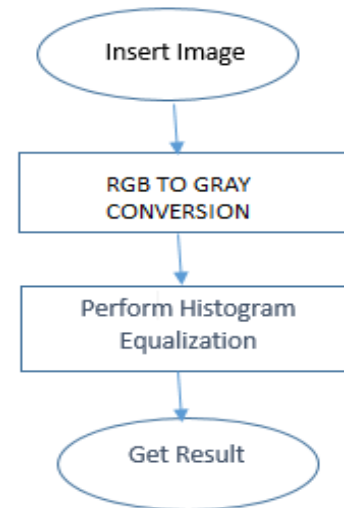 Insert Image
RGB TO GRAY
CONVERSION
Perform Histogram
Equalization
Get Result